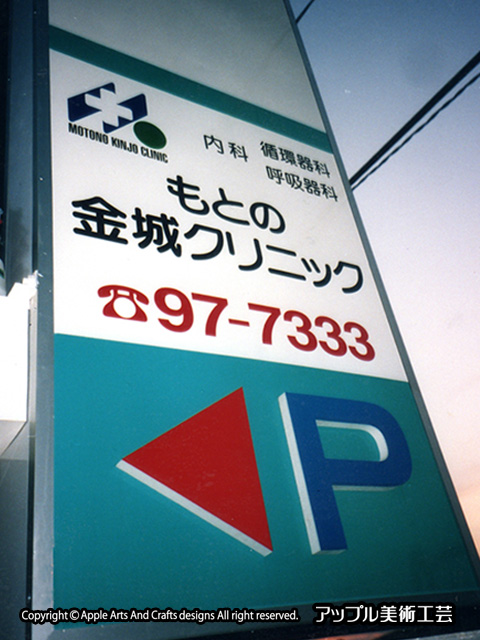 MOTONO KINJO CLINIC
内科 循環器科
呼吸器科
もとの
金城クリニック
☎97-7333
P
Copyright © Apple Arts And Crafts designs All right reserved. アップル美術工芸